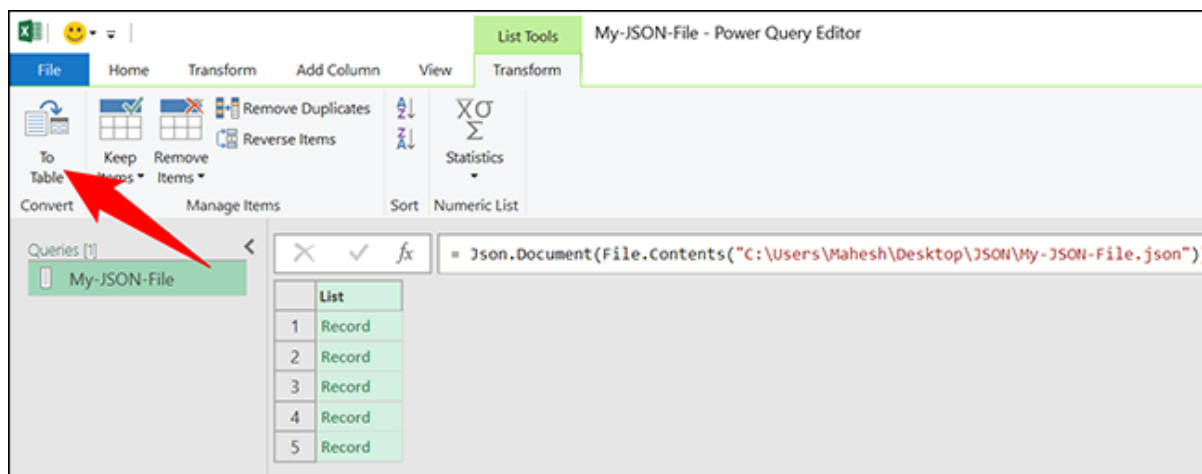 List Tools
My-JSON-File - Power Query Editor
File Home Transform Add Column View Transform
To Table
Keep Items
Remove Items
Remove Duplicates
Reverse Items
Statistics
Convert Manage Items Sort Numeric List
Queries [1]
My-JSON-File
fx = Json.Document(File.Contents("C:\Users\Mahesh\Desktop\JSON\My-JSON-File.json")
List
1 Record
2 Record
3 Record
4 Record
5 Record